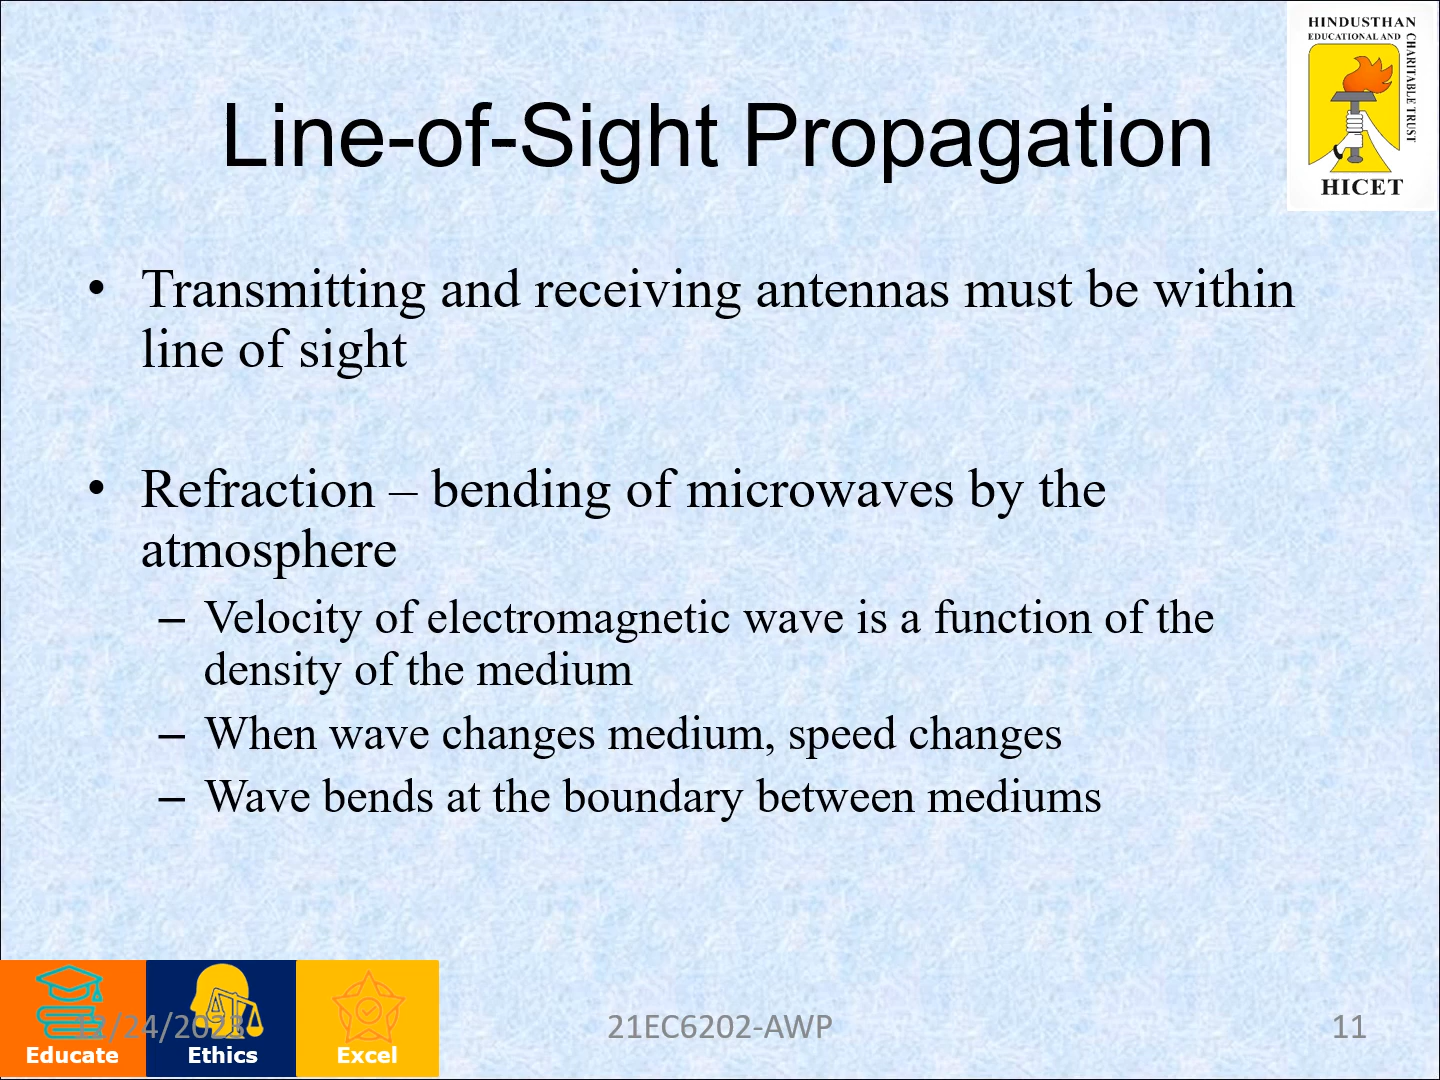 HINDUSTHAN
EDUCATIONAL AND
CHARITABLE TRUST
HICET
Line-of-Sight Propagation
• Transmitting and receiving antennas must be within
line of sight
• Refraction – bending of microwaves by the
atmosphere
– Velocity of electromagnetic wave is a function of the
density of the medium
– When wave changes medium, speed changes
– Wave bends at the boundary between mediums
21EC6202-AWP
11
Educate
Ethics
Excel